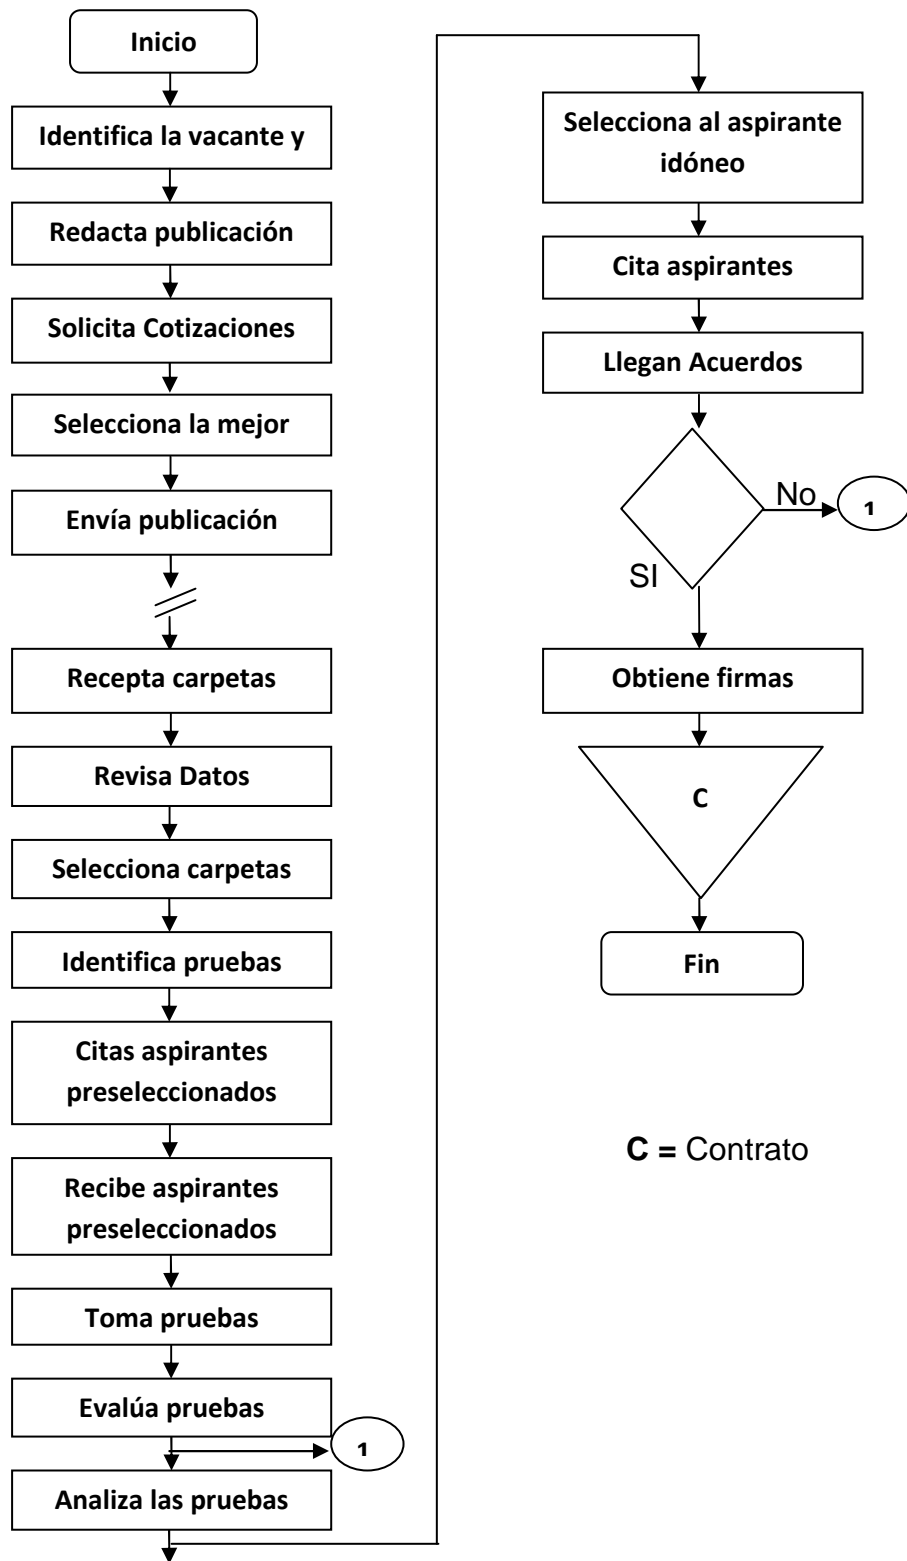 Inicio
Identifica la vacante y
Redacta publicación
Solicita Cotizaciones
Selecciona la mejor
Envía publicación
Recepta carpetas
Revisa Datos
Selecciona carpetas
Identifica pruebas
Citas aspirantes
preseleccionados
Recibe aspirantes
preseleccionados
Toma pruebas
Evalúa pruebas
1
Analiza las pruebas
Selecciona al aspirante
idóneo
Cita aspirantes
Llegan Acuerdos
No
1
SI
Obtiene firmas
C
Fin
C = Contrato